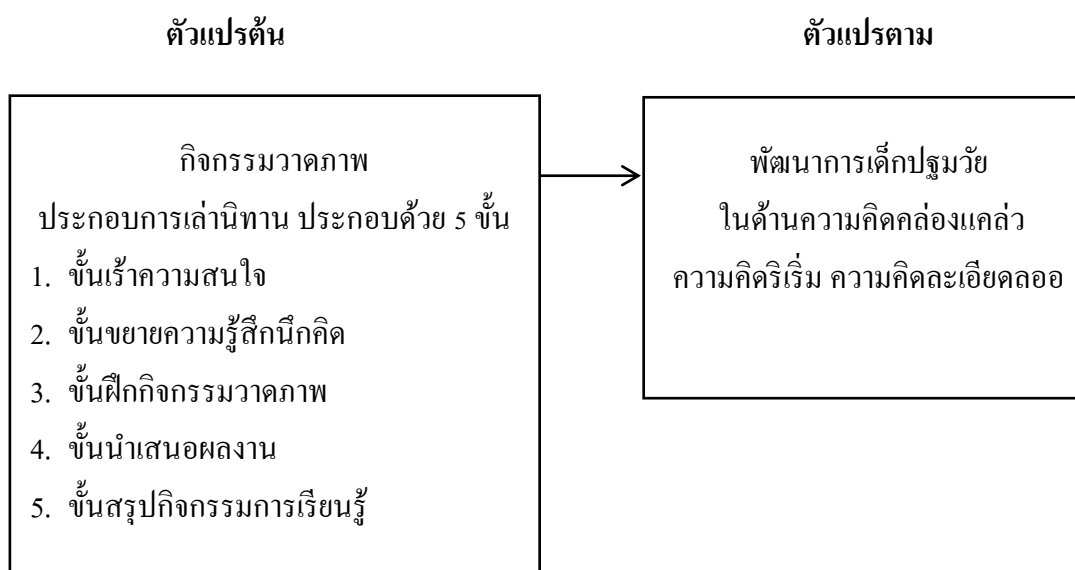 ตัวแปรต้น
ตัวแปรตาม
กิจกรรมวาดภาพ
ประกอบการเล่านิทาน ประกอบด้วย 5 ขั้น
1. ขั้นเร้าความสนใจ
2. ขั้นขยายความรู้สึกนึกคิด
3. ขั้นฝึกกิจกรรมวาดภาพ
4. ขั้นนำเสนอผลงาน
5. ขั้นสรุปกิจกรรมการเรียนรู้
พัฒนาการเด็กปฐมวัย
ในด้านความคิดคล่องแคล่ว
ความคิดริเริ่ม ความคิดละเอียดลออ